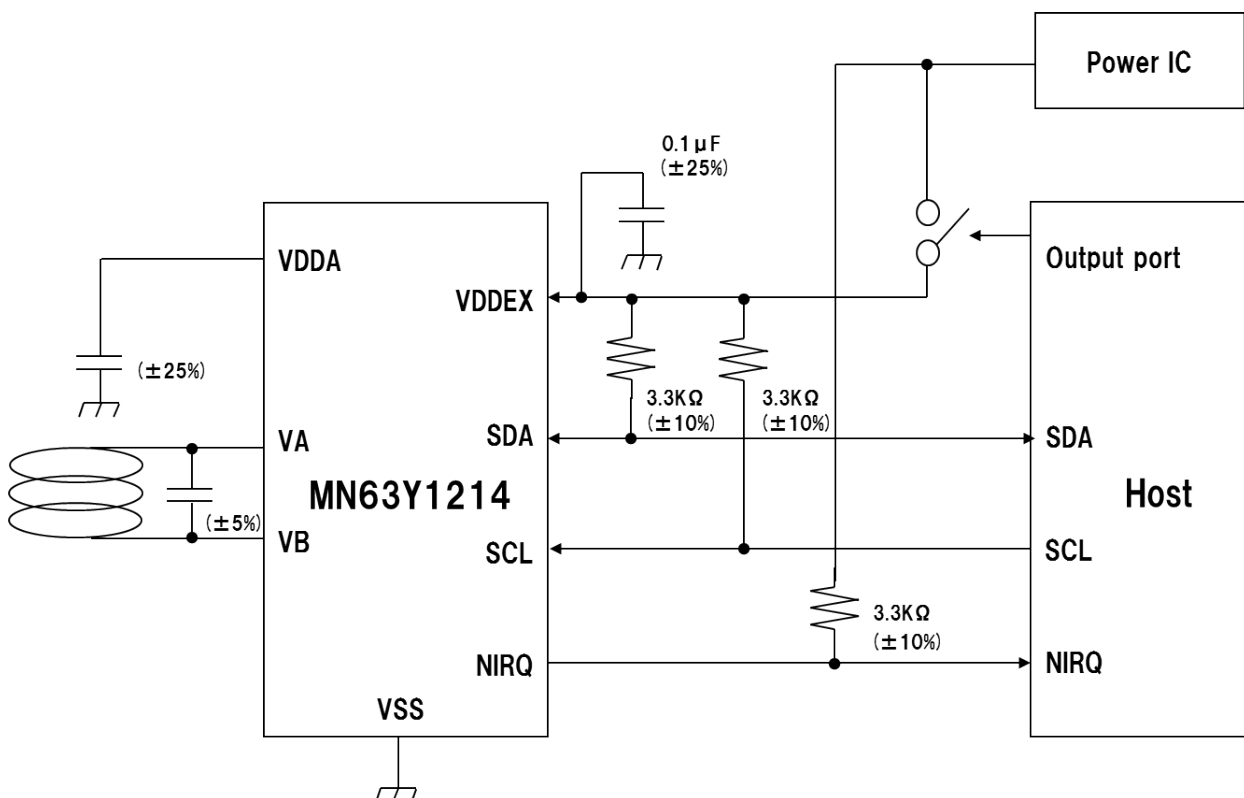 Power IC
0.1μF
(±25%)
VDDA
VDDEX
Output port
(±25%)
3.3KΩ
(±10%)
3.3KΩ
(±10%)
VA
SDA
SDA
MN63Y1214
Host
(±5%)
VB
SCL
SCL
3.3KΩ
(±10%)
NIRQ
NIRQ
VSS